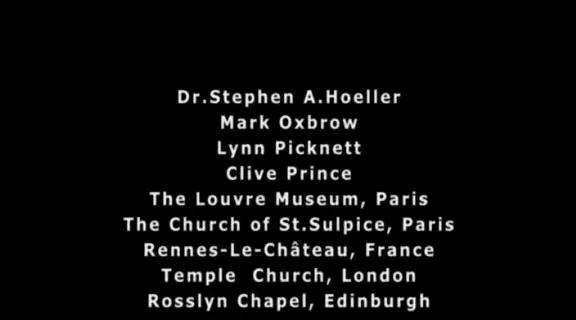 Dr.Stephen A.Hoeller
Mark Oxbrow
Lynn Picknett
Clive Prince
The Louvre Museum, Paris
The Church of St.Sulpice, Paris
Rennes-Le-Château, France
Temple  Church, London
Rosslyn Chapel, Edinburgh